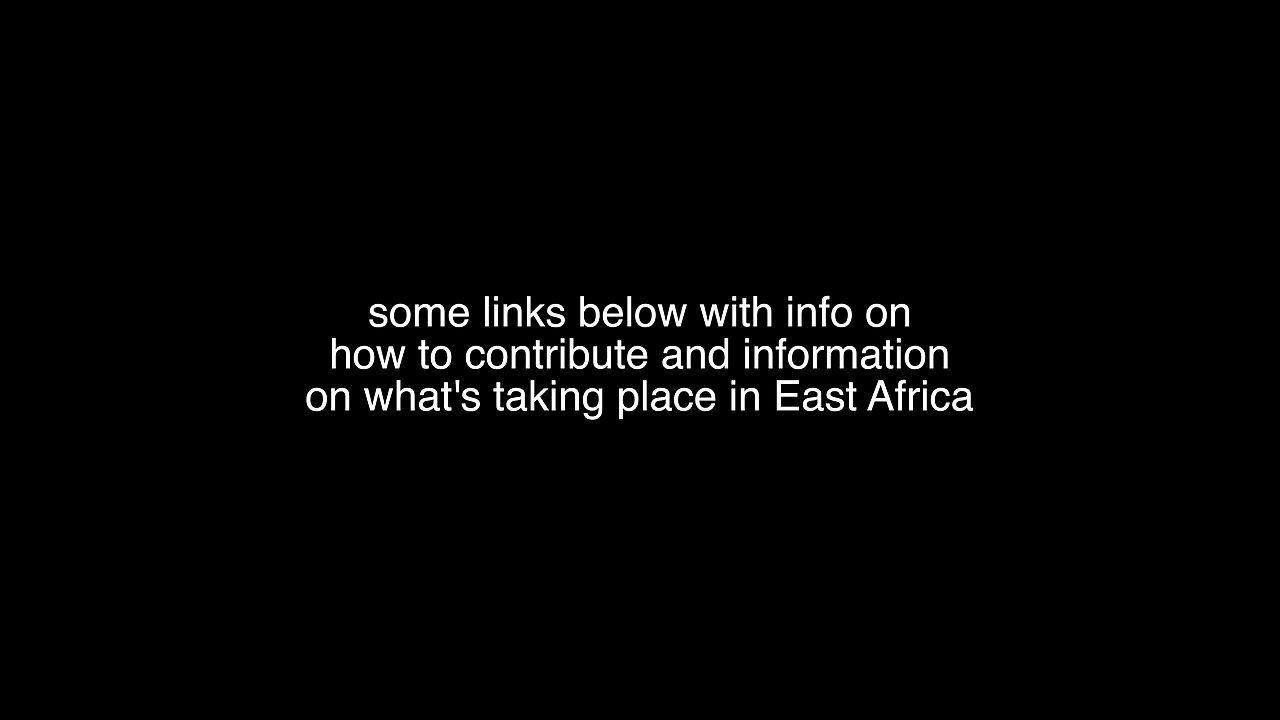 some links below with info on
how to contribute and information
on what's taking place in East Africa